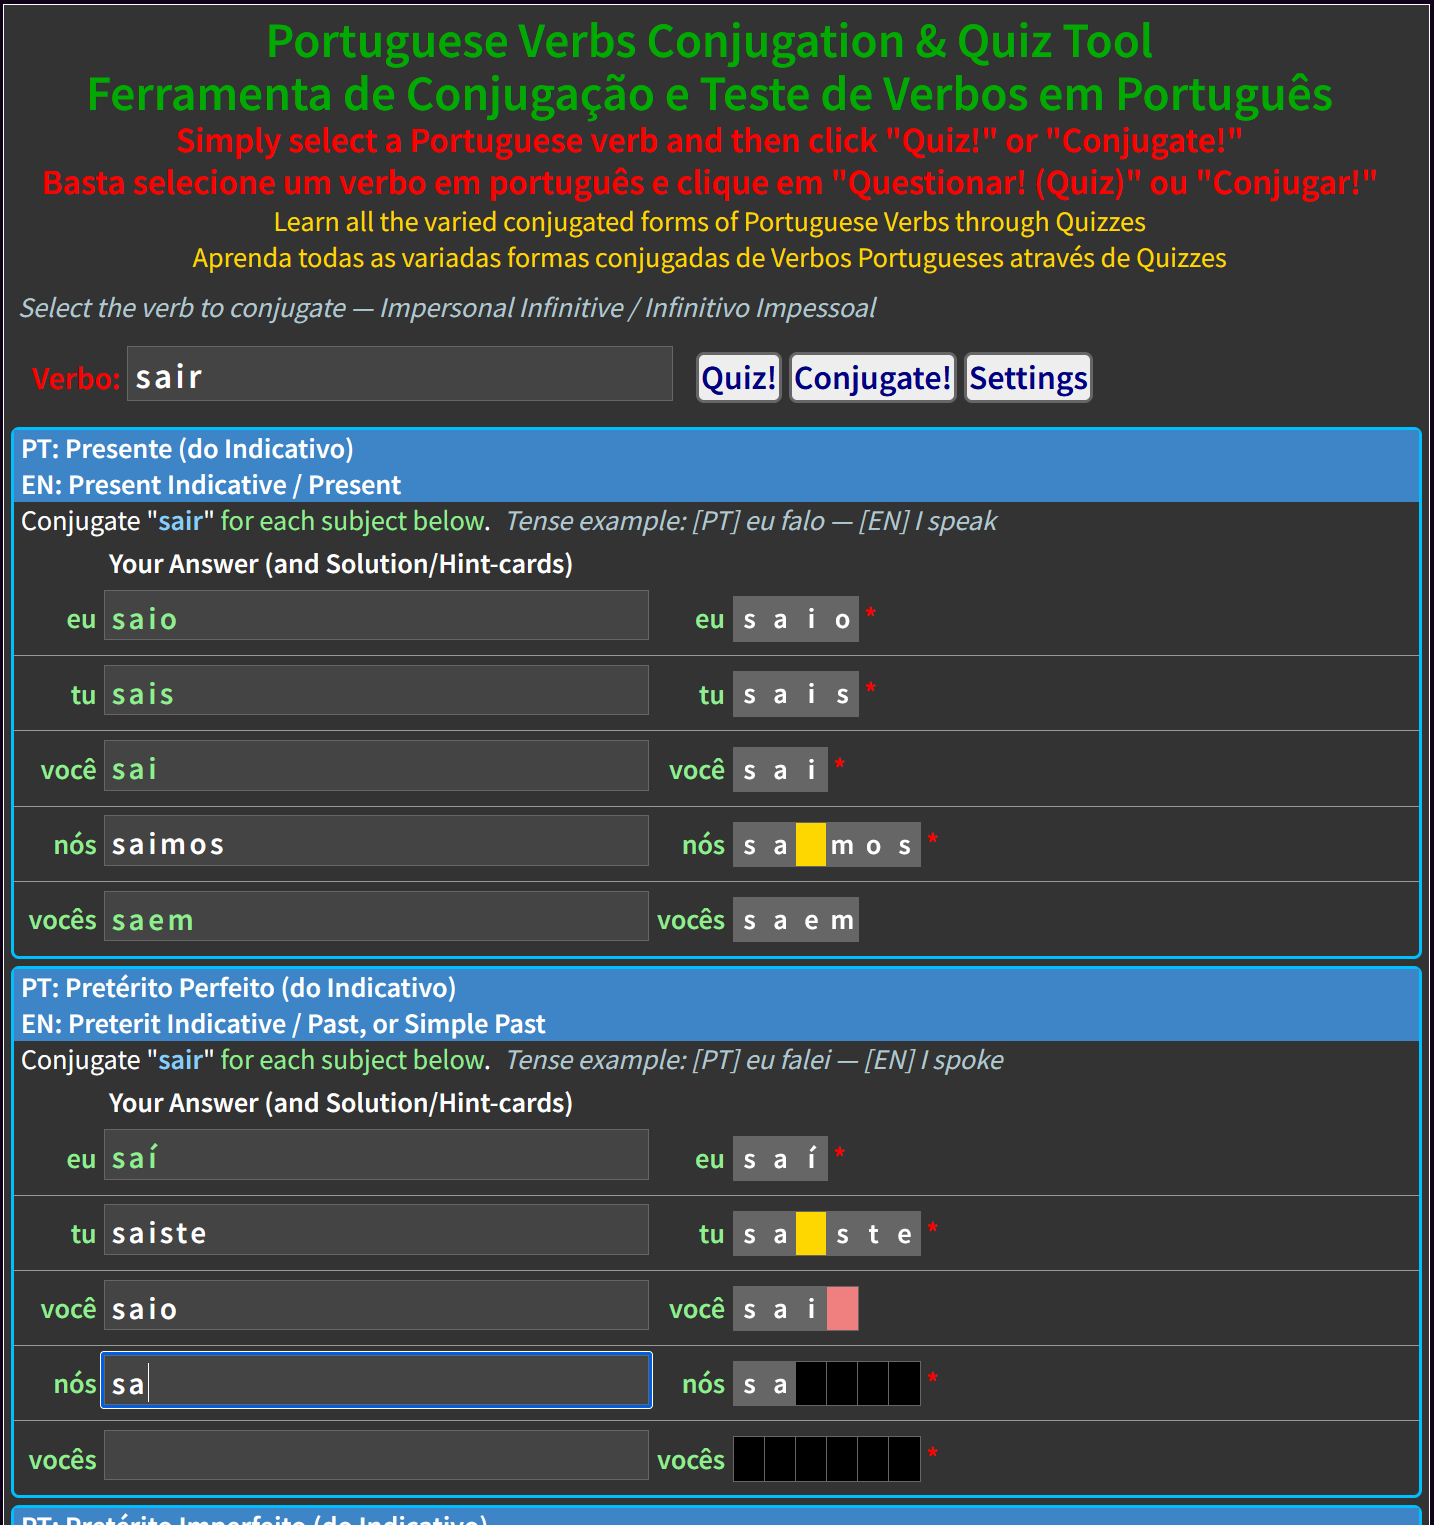 Portuguese Verbs Conjugation & Quiz Tool
Ferramenta de Conjugação e Teste de Verbos em Português
Simply select a Portuguese verb and then click "Quiz!" or "Conjugate!"
Basta selecione um verbo em português e clique em "Questionar! (Quiz)" ou "Conjugar!"
Learn all the varied conjugated forms of Portuguese Verbs through Quizzes
Aprenda todas as variadas formas conjugadas de Verbos Portugueses através de Quizzes
Select the verb to conjugate — Impersonal Infinitive / Infinitivo Impessoal
Verbo: sair Quiz! Conjugate! Settings
PT: Presente (do Indicativo)
EN: Present Indicative / Present
Conjugate "sair" for each subject below. Tense example: [PT] eu falo — [EN] I speak
Your Answer (and Solution/Hint-cards)
eu saio eu s a i o *
tu sais tu s a i s *
você sai você s a i *
nós saimos nós s a m o s *
vocês saem vocês s a e m
PT: Pretérito Perfeito (do Indicativo)
EN: Preterit Indicative / Past, or Simple Past
Conjugate "sair" for each subject below. Tense example: [PT] eu falei — [EN] I spoke
Your Answer (and Solution/Hint-cards)
eu saí eu s a í *
tu saiste tu s a s t e *
você saio você s a i
nós sa nós s a *
vocês vocês *
PT: Pretérito Imperfeito (do Indicativo)